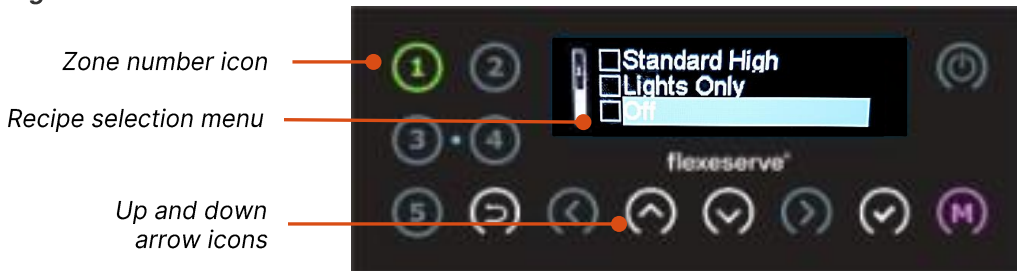 Zone number icon
Recipe selection menu
Up and down
arrow icons
1
2
3
4
5
Standard High
Lights Only
Off
flexeserve
M